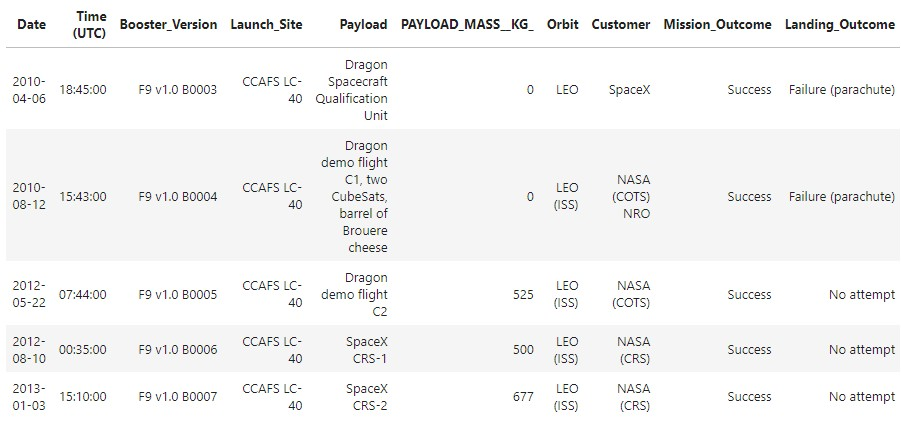 Date Time (UTC) Booster_Version Launch_Site Payload PAYLOAD_MASS__KG_ Orbit Customer Mission_Outcome Landing_Outcome
2010-04-06 18:45:00 F9 v1.0 B0003 CCAFS LC-40 Dragon Spacecraft Qualification Unit 0 LEO SpaceX Success Failure (parachute)
2010-08-12 15:43:00 F9 v1.0 B0004 CCAFS LC-40 Dragon demo flight C1, two CubeSats, barrel of Brouere cheese 0 LEO (ISS) NASA (COTS) NRO Success Failure (parachute)
2012-05-22 07:44:00 F9 v1.0 B0005 CCAFS LC-40 Dragon demo flight C2 525 LEO (ISS) NASA (COTS) Success No attempt
2012-08-10 00:35:00 F9 v1.0 B0006 CCAFS LC-40 SpaceX CRS-1 500 LEO (ISS) NASA (CRS) Success No attempt
2013-01-03 15:10:00 F9 v1.0 B0007 CCAFS LC-40 SpaceX CRS-2 677 LEO (ISS) NASA (CRS) Success No attempt